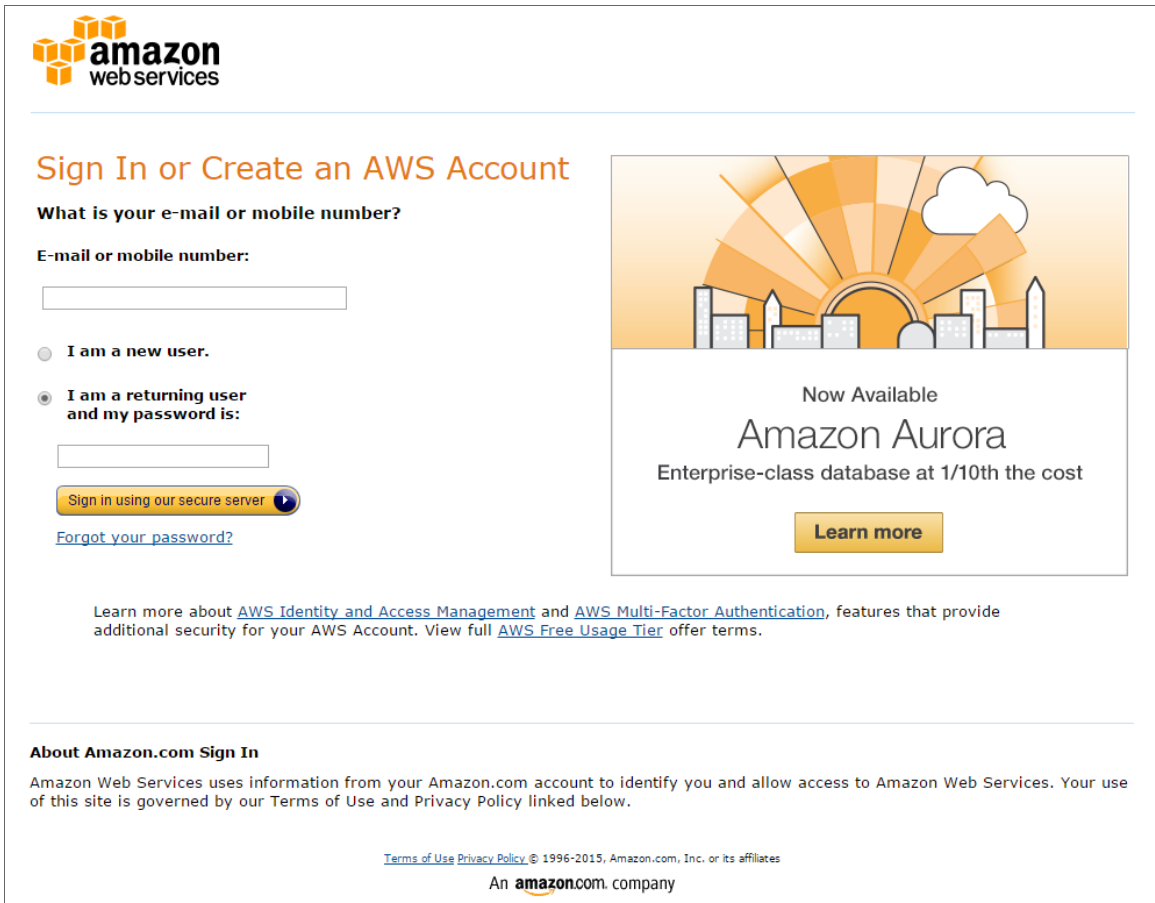 amazon
web services
Sign In or Create an AWS Account
What is your e-mail or mobile number?
E-mail or mobile number:
I am a new user.
I am a returning user
and my password is:
Sign in using our secure server
Forgot your password?
Now Available
Amazon Aurora
Enterprise-class database at 1/10th the cost
Learn more
Learn more about AWS Identity and Access Management and AWS Multi-Factor Authentication, features that provide
additional security for your AWS Account. View full AWS Free Usage Tier offer terms.
About Amazon.com Sign In
Amazon Web Services uses information from your Amazon.com account to identify you and allow access to Amazon Web Services. Your use
of this site is governed by our Terms of Use and Privacy Policy linked below.
Terms of Use Privacy Policy © 1996-2015, Amazon.com, Inc. or its affiliates
An amazon.com. company